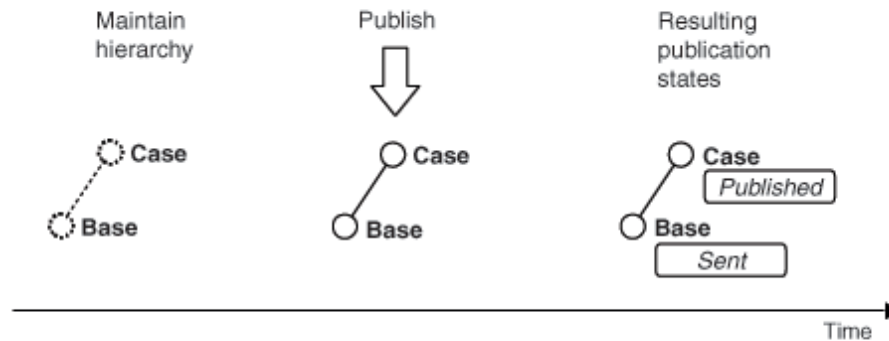 Maintain
hierarchy
Publish
Resulting
publication
states
Case
Base
Case
Base
Case
Published
Base
Sent
Time